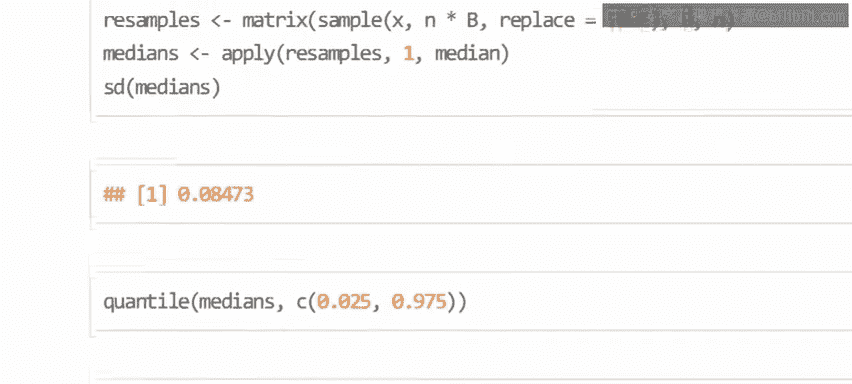 resamples <- matrix(sample(x, n * B, replace =
medians <- apply(resamples, 1, median)
sd(medians)
## [1] 0.08473
quantile(medians, c(0.025, 0.975))